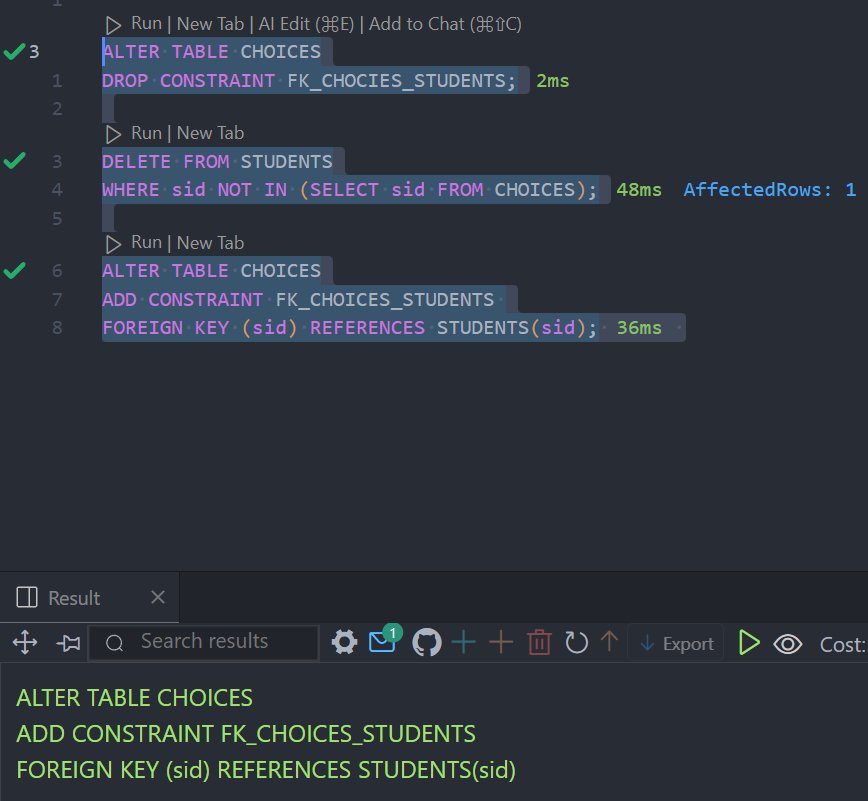 1
Run | New Tab | AI Edit (⌘E) | Add to Chat (⌘⇧C)
3 ALTER TABLE CHOICES
1 DROP CONSTRAINT FK_CHOCIES_STUDENTS; 2ms
2
Run | New Tab
3 DELETE FROM STUDENTS
4 WHERE sid NOT IN (SELECT sid FROM CHOICES); 48ms AffectedRows: 1
5
Run | New Tab
6 ALTER TABLE CHOICES
7 ADD CONSTRAINT FK_CHOICES_STUDENTS
8 FOREIGN KEY (sid) REFERENCES STUDENTS(sid); 36ms
Result
Search results 1 Export Cost:
ALTER TABLE CHOICES
ADD CONSTRAINT FK_CHOICES_STUDENTS
FOREIGN KEY (sid) REFERENCES STUDENTS(sid)